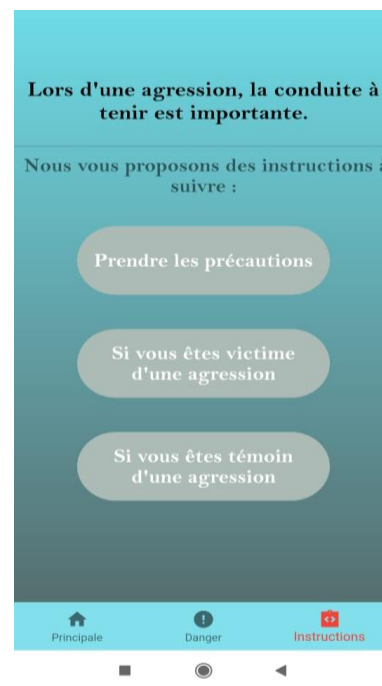 Lors d'une agression, la conduite à
tenir est importante.
Nous vous proposons des instructions à
suivre :
Prendre les précautions
Si vous êtes victime
d'une agression
Si vous êtes témoin
d'une agression
Principale
Danger
Instructions